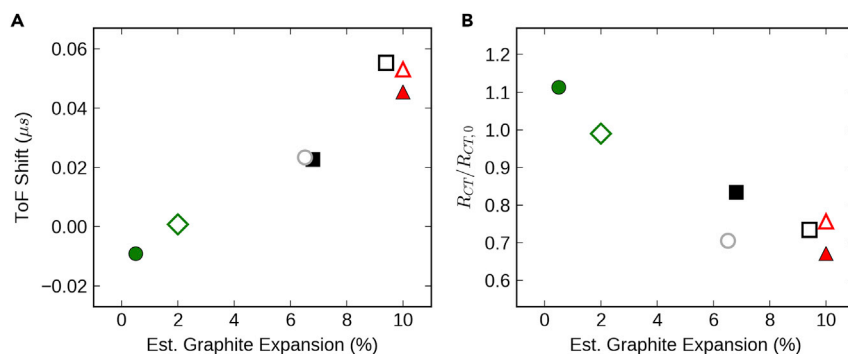 A
ToF Shift (μs)
0.06
0.04
0.02
0.00
−0.02
0 2 4 6 8 10
Est. Graphite Expansion (%)
B
R_CT/R_CT,0
1.2
1.1
1.0
0.9
0.8
0.7
0.6
0 2 4 6 8 10
Est. Graphite Expansion (%)